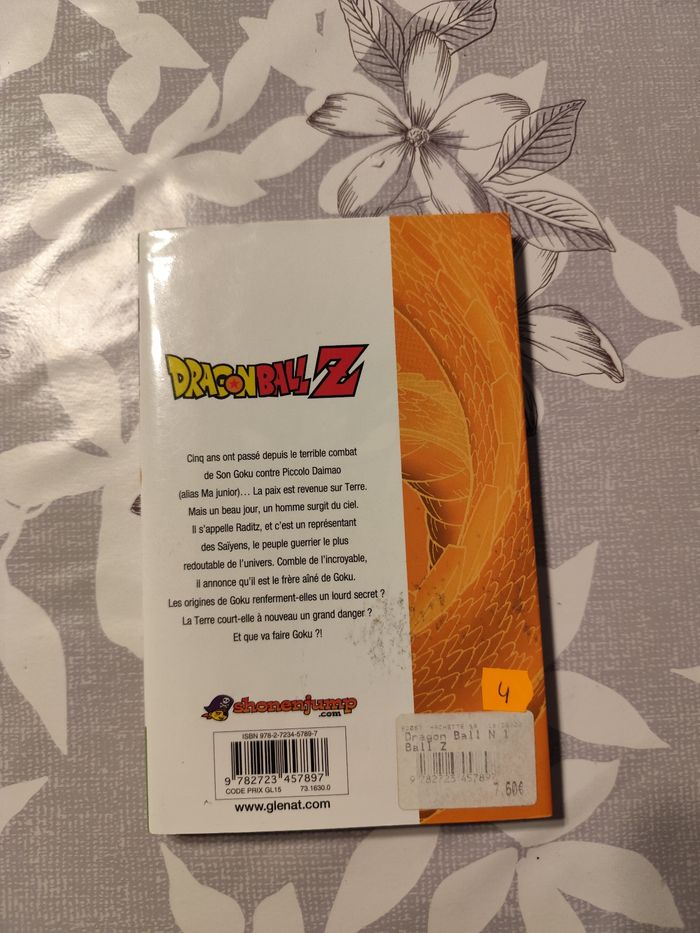 DRAGONBALL Z
Cinq ans ont passé depuis le terrible combat
de Son Goku contre Piccolo Daimao
(alias Ma junior)… La paix est revenue sur Terre.
Mais un beau jour, un homme surgit du ciel.
Il s'appelle Raditz, et c'est un représentant
des Saïyens, le peuple guerrier le plus
redoutable de l'univers. Comble de l'incroyable,
il annonce qu'il est le frère aîné de Goku.
Les origines de Goku renferment-elles un lourd secret ?
La Terre court-elle à nouveau un grand danger ?
Et que va faire Goku ?!
shonenjump
.com
ISBN 978-2-7234-5789-7
9 782723 457897
CODE PRIX GL15 73.1630.0
www.glenat.com
4
HACHETTE
Dragon Ball N 1
Ball Z
9 782723 45789
7.60€